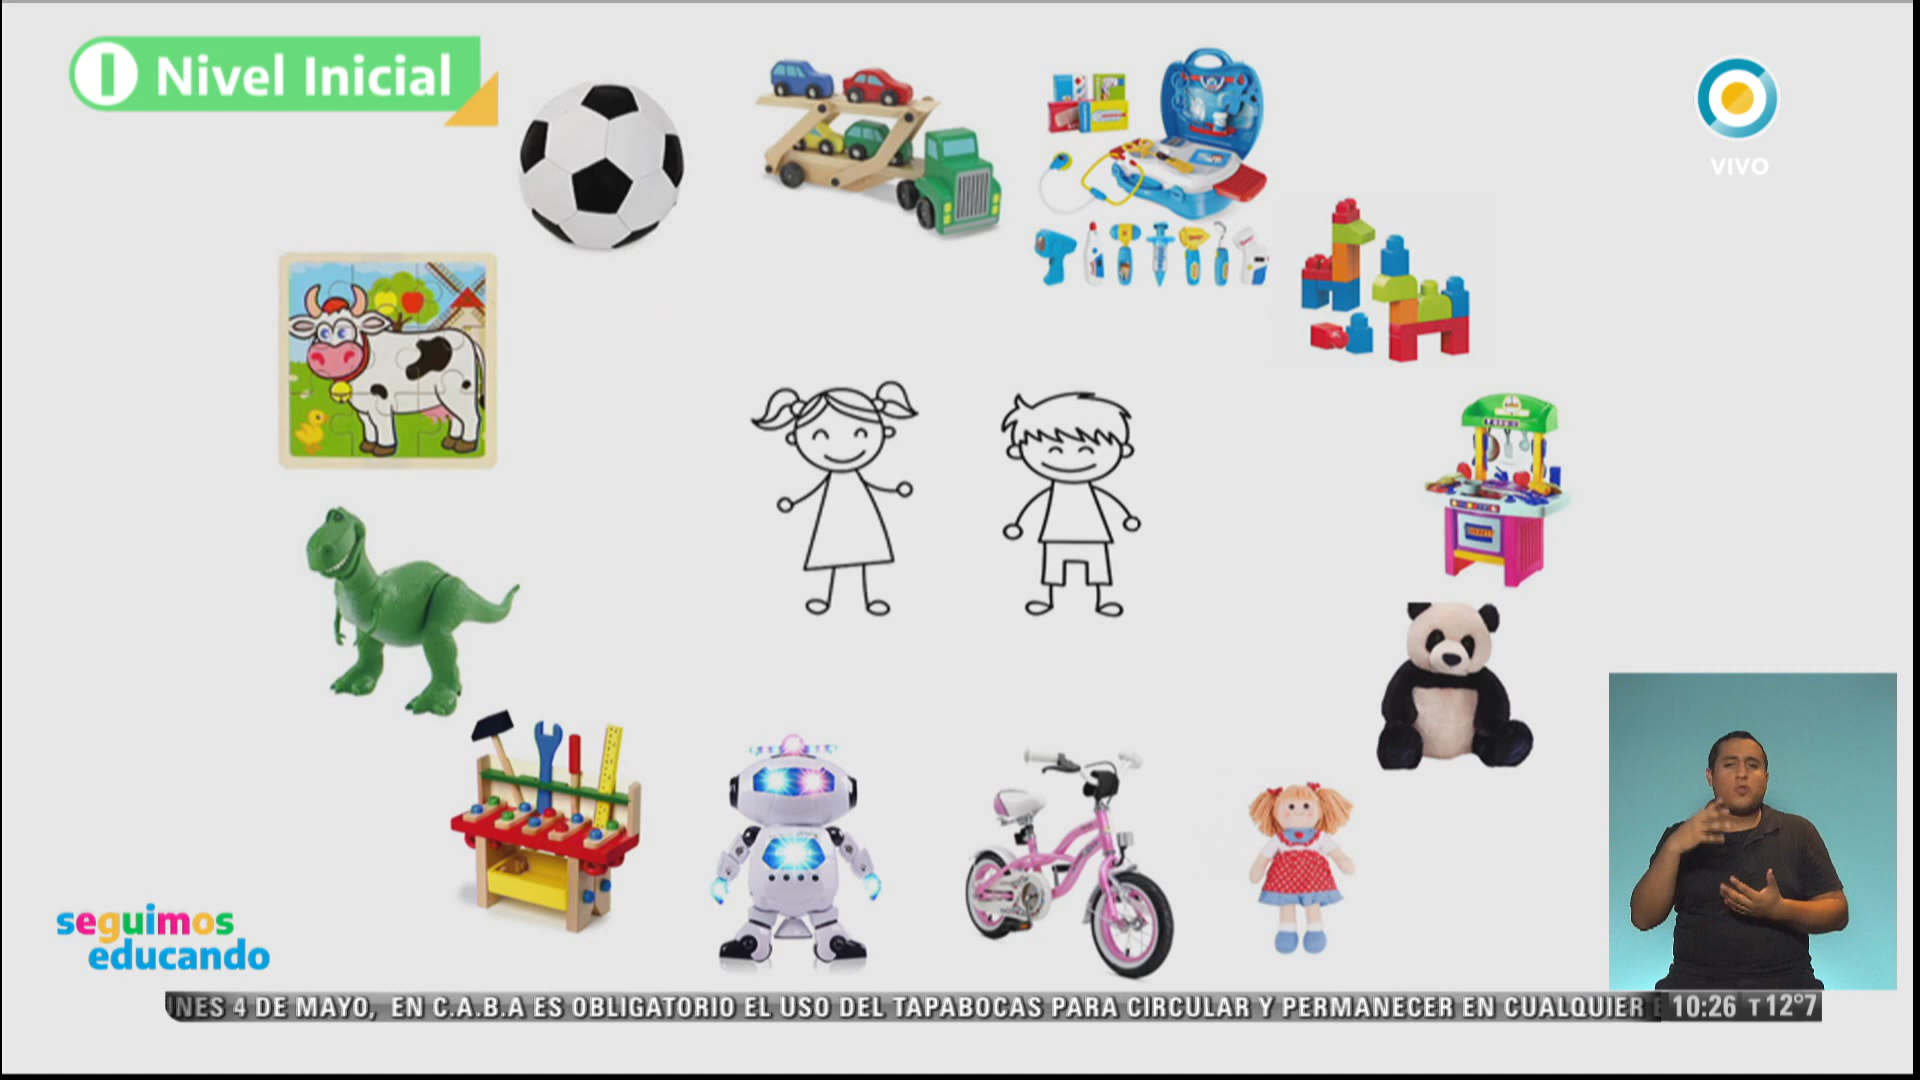 Nivel Inicial
VIVO
seguimos
educando
INES 4 DE MAYO, EN C.A.B.A ES OBLIGATORIO EL USO DEL TAPABOCAS PARA CIRCULAR Y PERMANECER EN CUALQUIER
10:26 T 12°7